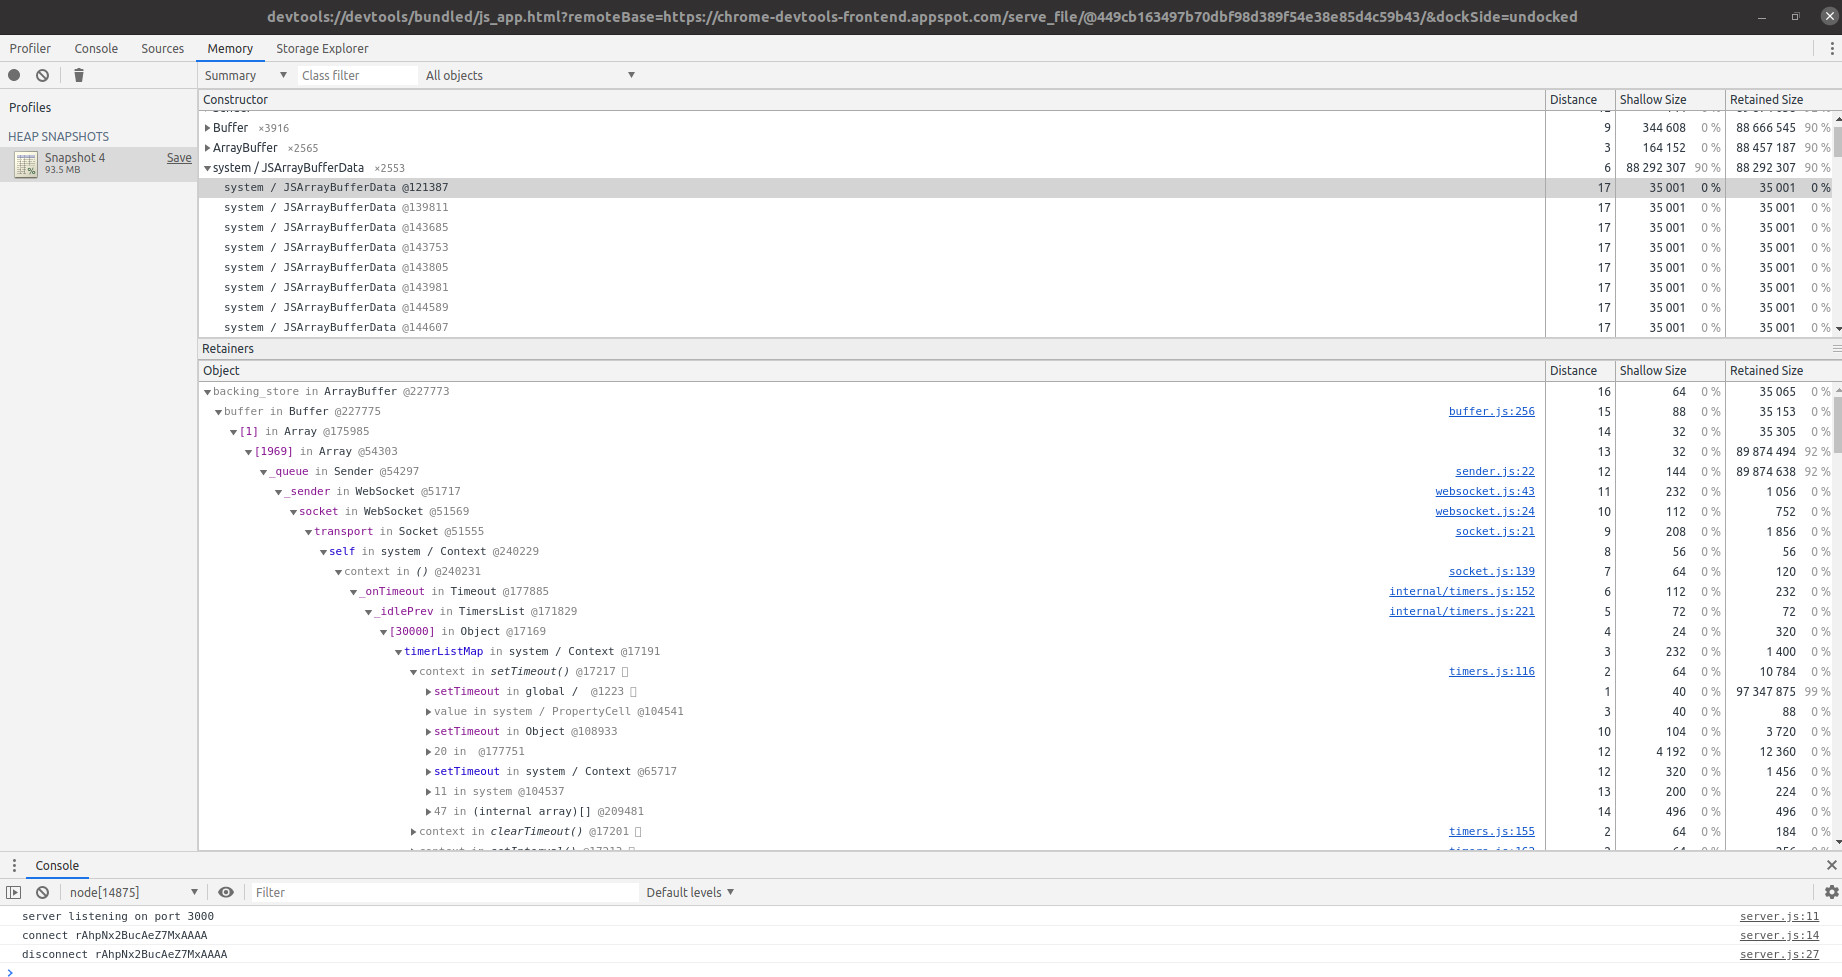 devtools://devtools/bundled/js_app.html?remoteBase=https://chrome-devtools-frontend.appspot.com/serve_file/@449cb163497b70dbf98d389f54e38e85d4c59b43/&dockSide=undocked
Profiler Console Sources Memory Storage Explorer
Summary Class filter All objects
Profiles
HEAP SNAPSHOTS
Snapshot 4 Save
93.5 MB
Constructor Distance Shallow Size Retained Size
Buffer ×3916 9 344 608 0 % 88 666 545 90 %
ArrayBuffer ×2565 3 164 152 0 % 88 457 187 90 %
system / JSArrayBufferData ×2553 6 88 292 307 90 % 88 292 307 90 %
system / JSArrayBufferData @121387 17 35 001 0 % 35 001 0 %
system / JSArrayBufferData @139811 17 35 001 0 % 35 001 0 %
system / JSArrayBufferData @143685 17 35 001 0 % 35 001 0 %
system / JSArrayBufferData @143753 17 35 001 0 % 35 001 0 %
system / JSArrayBufferData @143805 17 35 001 0 % 35 001 0 %
system / JSArrayBufferData @143981 17 35 001 0 % 35 001 0 %
system / JSArrayBufferData @144589 17 35 001 0 % 35 001 0 %
system / JSArrayBufferData @144607 17 35 001 0 % 35 001 0 %
Retainers
Object Distance Shallow Size Retained Size
backing_store in ArrayBuffer @227773 16 64 0 % 35 065 0 %
buffer in Buffer @227775 buffer.js:256 15 88 0 % 35 153 0 %
[1] in Array @175985 14 32 0 % 35 305 0 %
[1969] in Array @54303 13 32 0 % 89 874 494 92 %
_queue in Sender @54297 sender.js:22 12 144 0 % 89 874 638 92 %
_sender in WebSocket @51717 websocket.js:43 11 232 0 % 1 056 0 %
socket in WebSocket @51569 websocket.js:24 10 112 0 % 752 0 %
transport in Socket @51555 socket.js:21 9 208 0 % 1 856 0 %
self in system / Context @240229 8 56 0 % 56 0 %
context in () @240231 socket.js:139 7 64 0 % 120 0 %
_onTimeout in Timeout @177885 internal/timers.js:152 6 112 0 % 232 0 %
_idlePrev in TimersList @171829 internal/timers.js:221 5 72 0 % 72 0 %
[30000] in Object @17169 4 24 0 % 320 0 %
timerListMap in system / Context @17191 3 232 0 % 1 400 0 %
context in setTimeout() @17217 timers.js:116 2 64 0 % 10 784 0 %
setTimeout in global / @1223 1 40 0 % 97 347 875 99 %
value in system / PropertyCell @104541 3 40 0 % 88 0 %
setTimeout in Object @108933 10 104 0 % 3 720 0 %
20 in @177751 12 4 192 0 % 12 360 0 %
setTimeout in system / Context @65717 12 320 0 % 1 456 0 %
11 in system @104537 13 200 0 % 224 0 %
47 in (internal array)[] @209481 14 496 0 % 496 0 %
context in clearTimeout() @17201 timers.js:155 2 64 0 % 184 0 %
Console
node[14875] Filter Default levels
server listening on port 3000 server.js:11
connect rAhpNx2BucAeZ7MxAAAA server.js:14
disconnect rAhpNx2BucAeZ7MxAAAA server.js:27